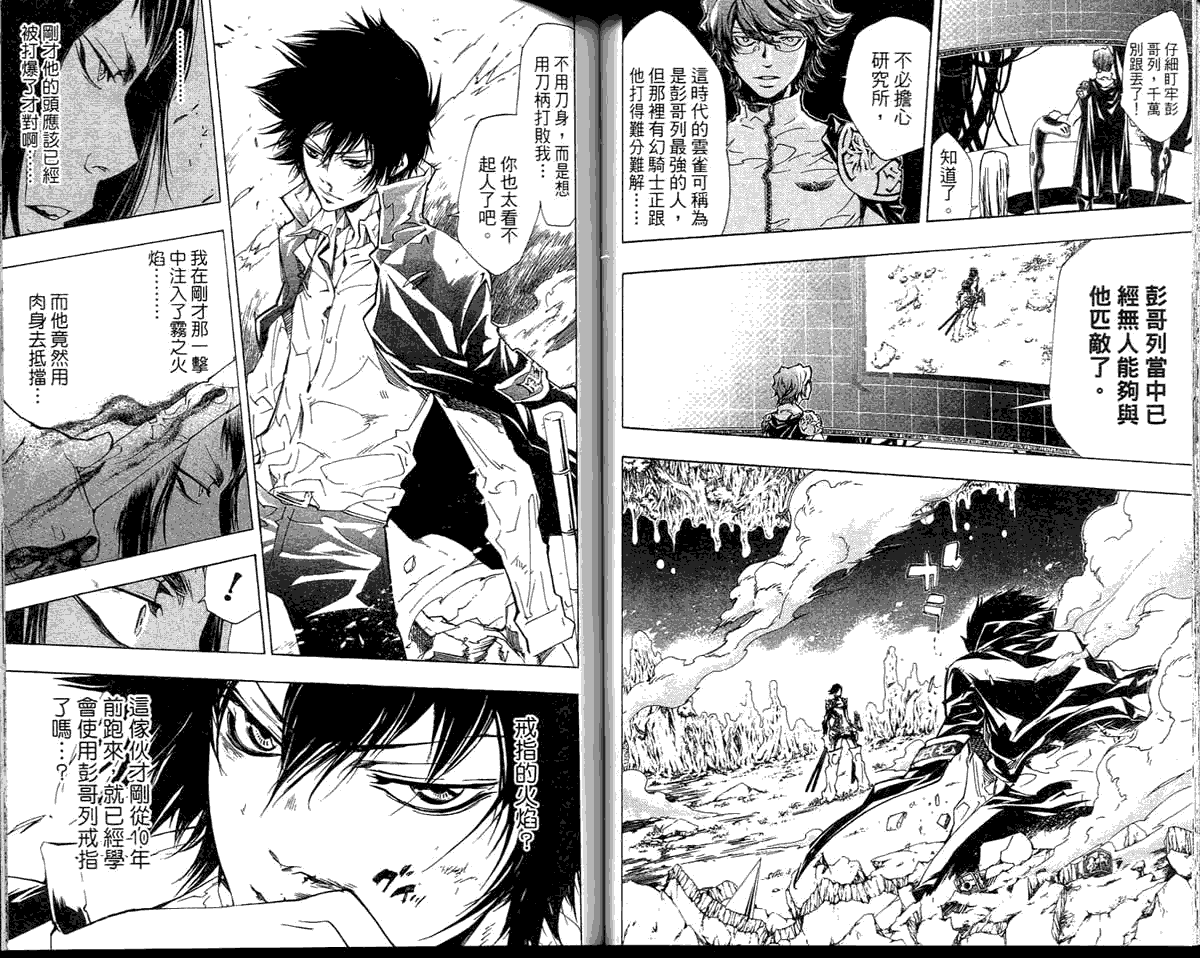 仔細盯牢彭
哥列，千萬
別跟丟了！
知道了。
不必擔心
研究所，
這時代的雲雀可稱為
是彭哥列最強的人，
但那裡有幻騎士正跟
他打得難分難解……
彭哥列當中已
經無人能夠與
他匹敵了。
ガラ
不用刀身，而是想
用刀柄打敗我…
你也太看不
起人了吧。
…………
剛才他的頭應該已經
被打爆了才對啊……
我在剛才那一擊
中注入了霧之火
焰…………
而他竟然用
肉身去抵擋…
！
戒指的火焰？
這傢伙才剛從10年
前跑來，就已經學
會使用彭哥列戒指
了嗎…？